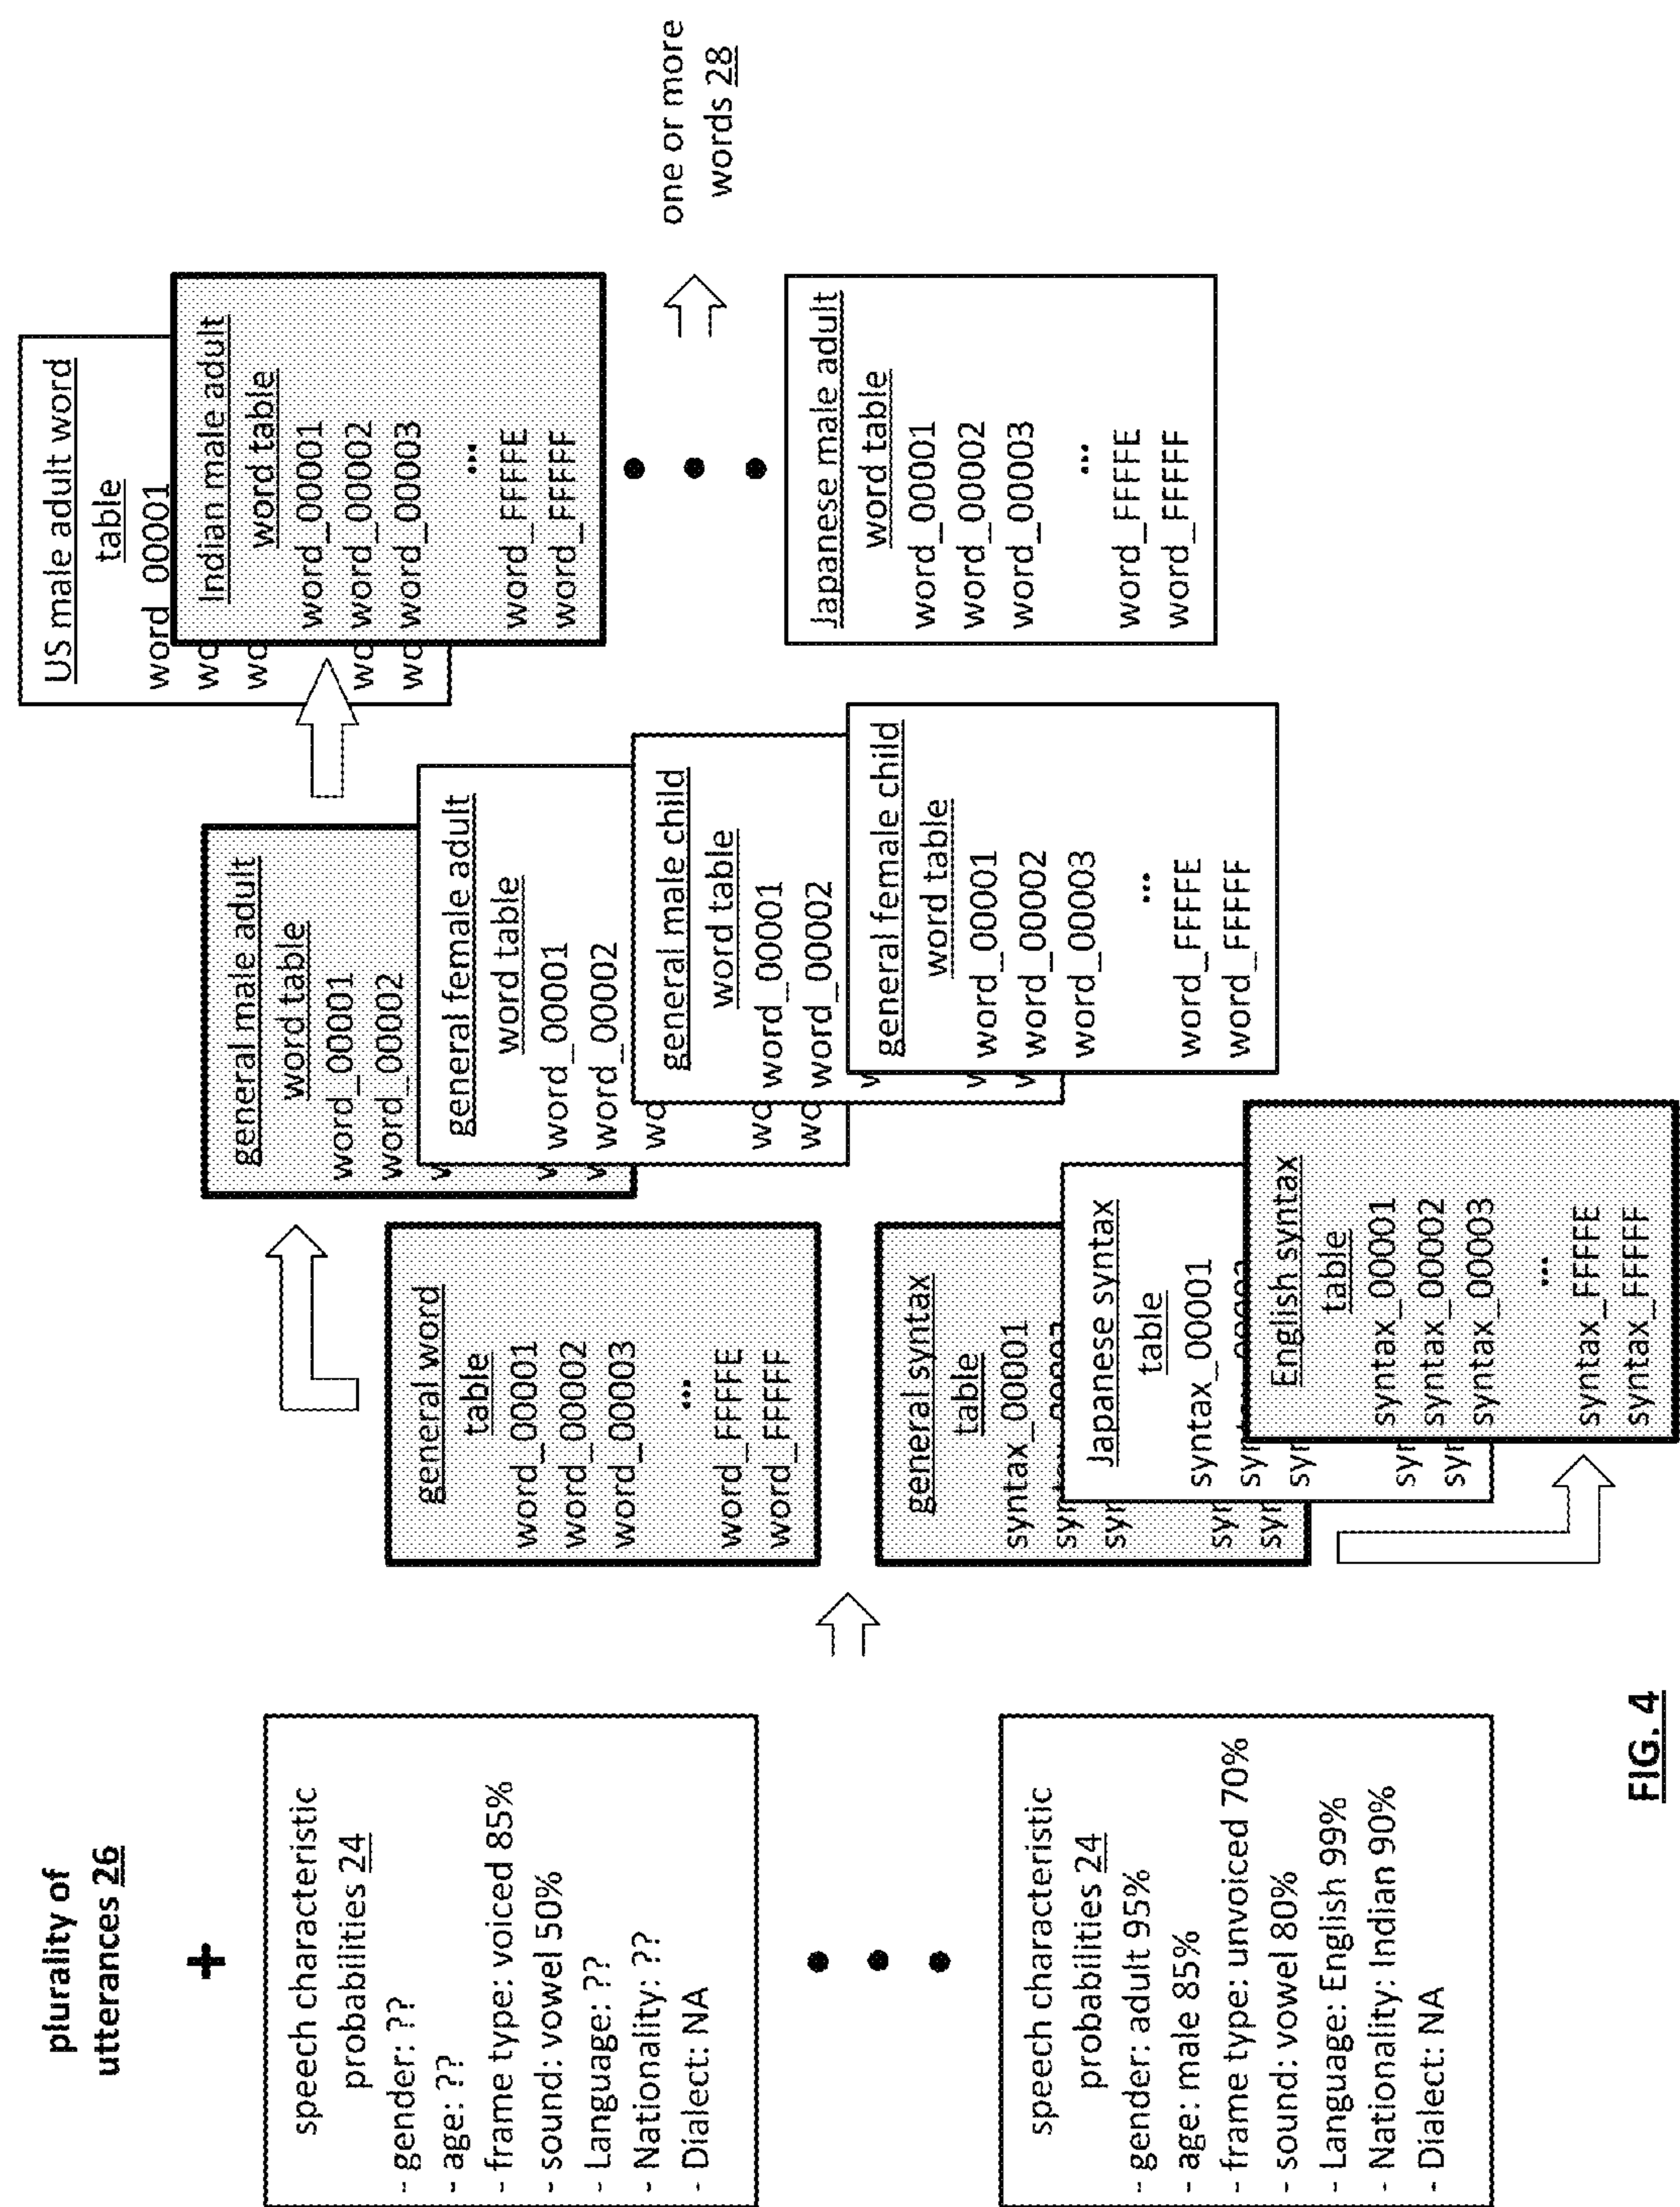 plurality of
utterances 26
+
speech characteristic
probabilities 24
- gender: ??
- age: ??
- frame type: voiced 85%
- sound: vowel 50%
- Language: ??
- Nationality: ??
- Dialect: NA
speech characteristic
probabilities 24
- gender: adult 95%
- age: male 85%
- frame type: unvoiced 70%
- sound: vowel 80%
- Language: English 99%
- Nationality: Indian 90%
- Dialect: NA
general word
table
word_00001
word_00002
word_00003
...
word_FFFFE
word_FFFFF
general syntax
table
syntax_00001
Japanese syntax
table
syntax_00001
English syntax
table
syntax_00001
syntax_00002
syntax_00003
...
syntax_FFFFE
syntax_FFFFF
general male adult
word table
word_00001
word_00002
general female adult
word table
word_00001
word_00002
general male child
word table
word_00001
word_00002
general female child
word table
word_00001
word_00002
word_00003
...
word_FFFFE
word_FFFFF
US male adult word
table
word_00001
Indian male adult
word table
word_00001
word_00002
word_00003
...
word_FFFFE
word_FFFFF
Japanese male adult
word table
word_00001
word_00002
word_00003
...
word_FFFFE
word_FFFFF
one or more
words 28
FIG. 4